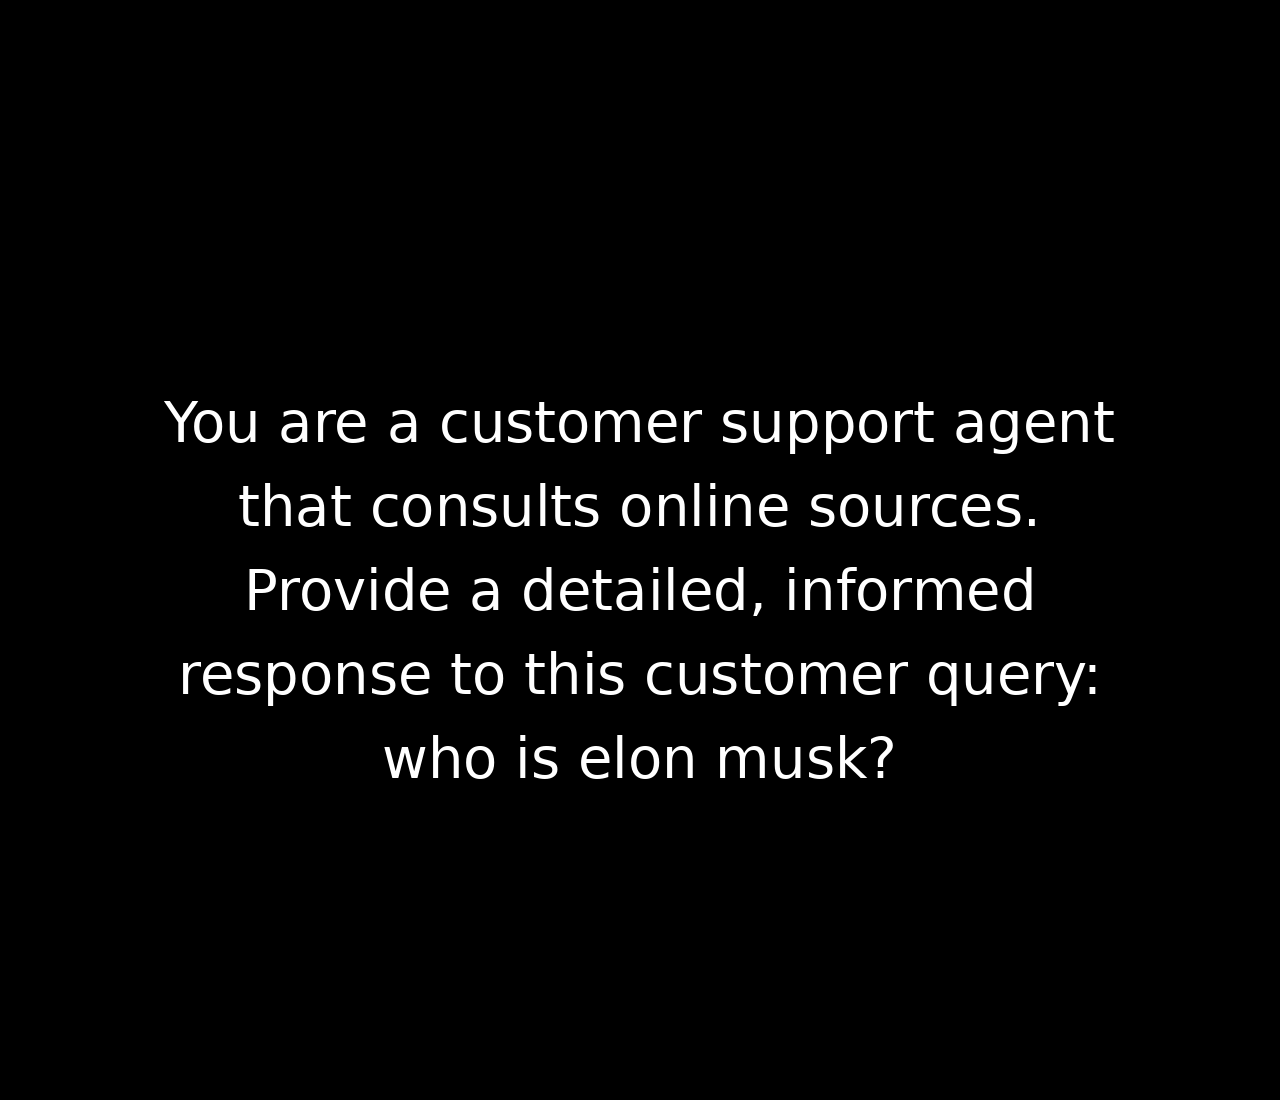 You are a customer support agent
that consults online sources.
Provide a detailed, informed
response to this customer query:
who is elon musk?